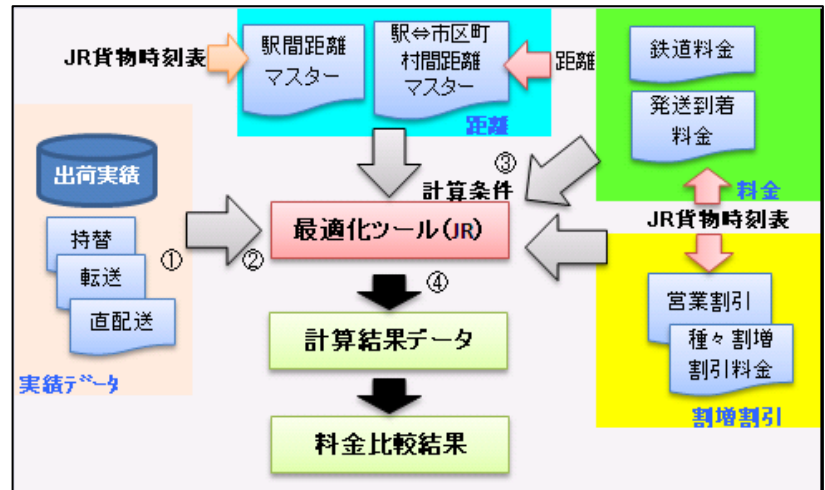 JR貨物時刻表
駅間距離
マスター
駅⇔市区町
村間距離
マスター
距離
距離
鉄道料金
発送到着
料金
料金
出荷実績
持替
転送
直配送
実績データ
①
②
③
計算条件
最適化ツール(JR)
JR貨物時刻表
④
計算結果データ
料金比較結果
営業割引
種々割増
割引料金
割増割引